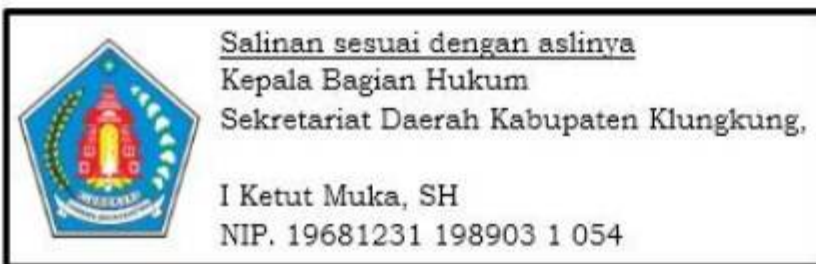 Salinan sesuai dengan aslinya
Kepala Bagian Hukum
Sekretariat Daerah Kabupaten Klungkung,
I Ketut Muka, SH
NIP. 19681231 198903 1 054